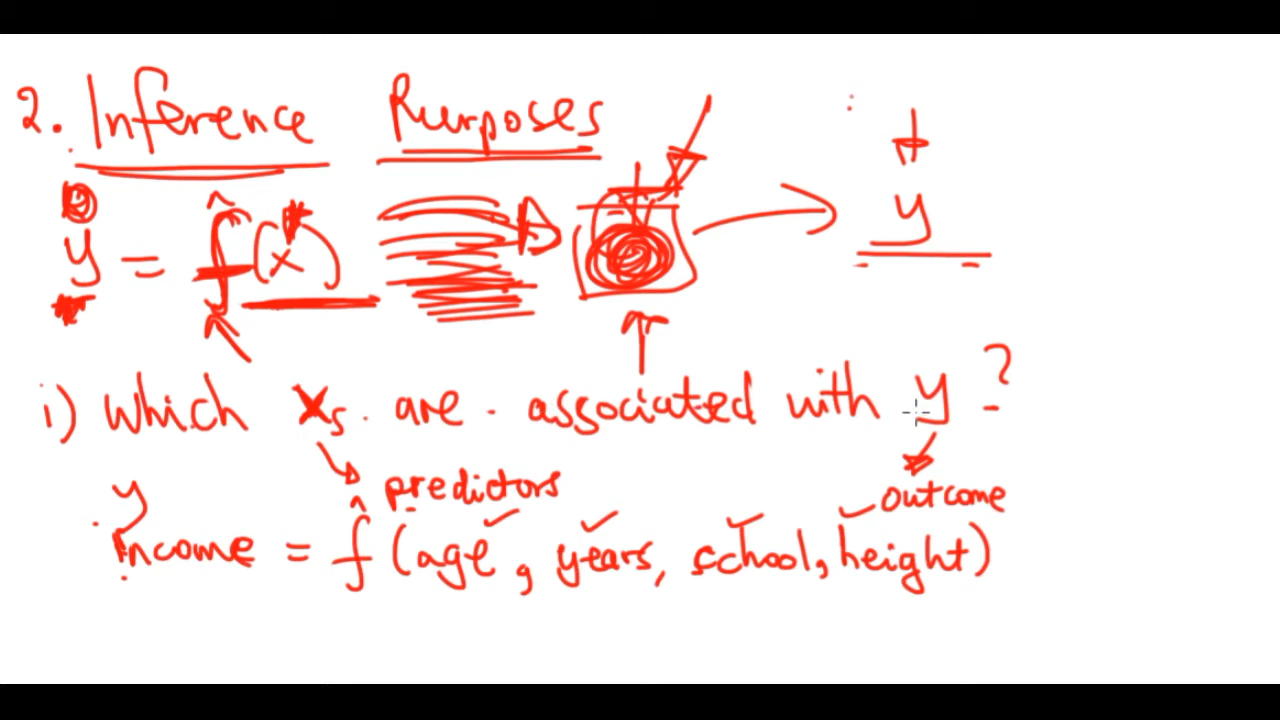 2. Inference Purposes
y = f̂(x) y
i) Which Xs are associated with y?
predictors outcome
y
income = f̂(age, years, school, height)